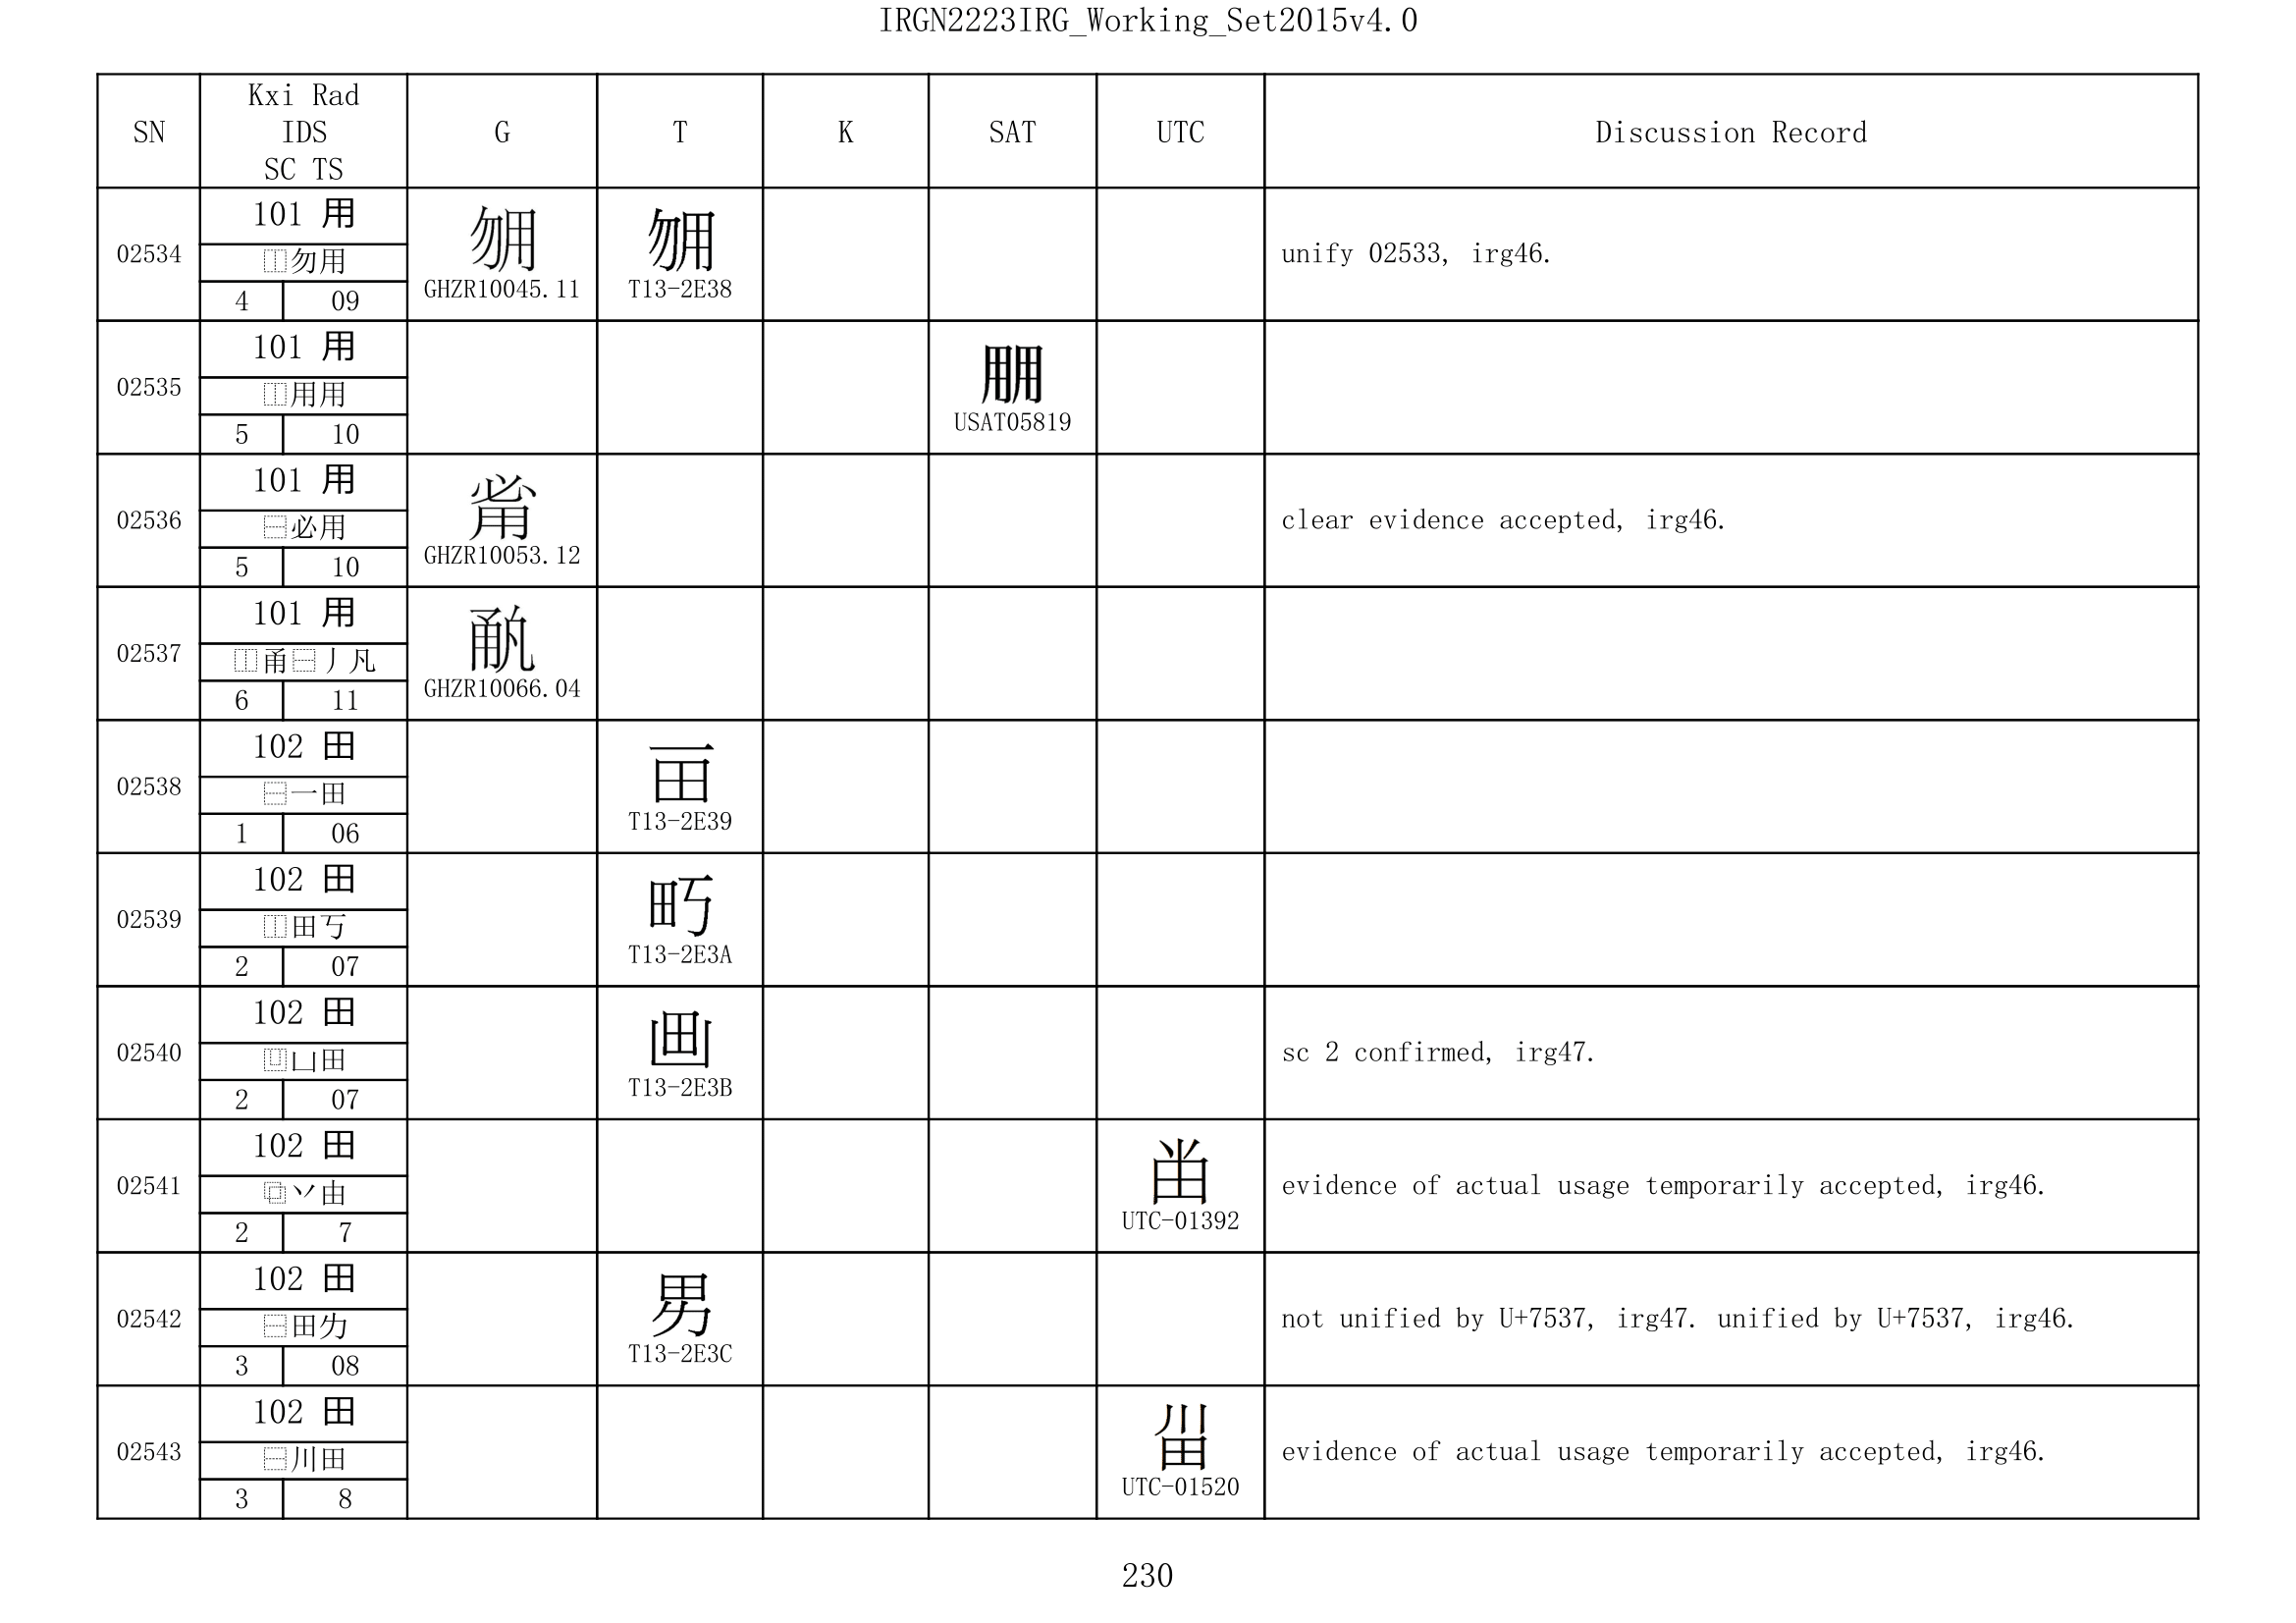 IRGN2223IRG_Working_Set2015v4.0
SN
Kxi Rad
IDS
SC TS
G
T
K
SAT
UTC
Discussion Record
02534
101 用
⿰勿用
4 09
GHZR10045.11
T13-2E38
unify 02533, irg46.
02535
101 用
⿰用用
5 10
USAT05819
02536
101 用
⿱必用
5 10
GHZR10053.12
clear evidence accepted, irg46.
02537
101 用
⿰甬⿱丿凡
6 11
GHZR10066.04
02538
102 田
⿱一田
1 06
T13-2E39
02539
102 田
⿰田丂
2 07
T13-2E3A
02540
102 田
⿶凵田
2 07
T13-2E3B
sc 2 confirmed, irg47.
02541
102 田
⿻丷由
2 7
UTC-01392
evidence of actual usage temporarily accepted, irg46.
02542
102 田
⿱田㔹
3 08
T13-2E3C
not unified by U+7537, irg47. unified by U+7537, irg46.
02543
102 田
⿱川田
3 8
UTC-01520
evidence of actual usage temporarily accepted, irg46.
230